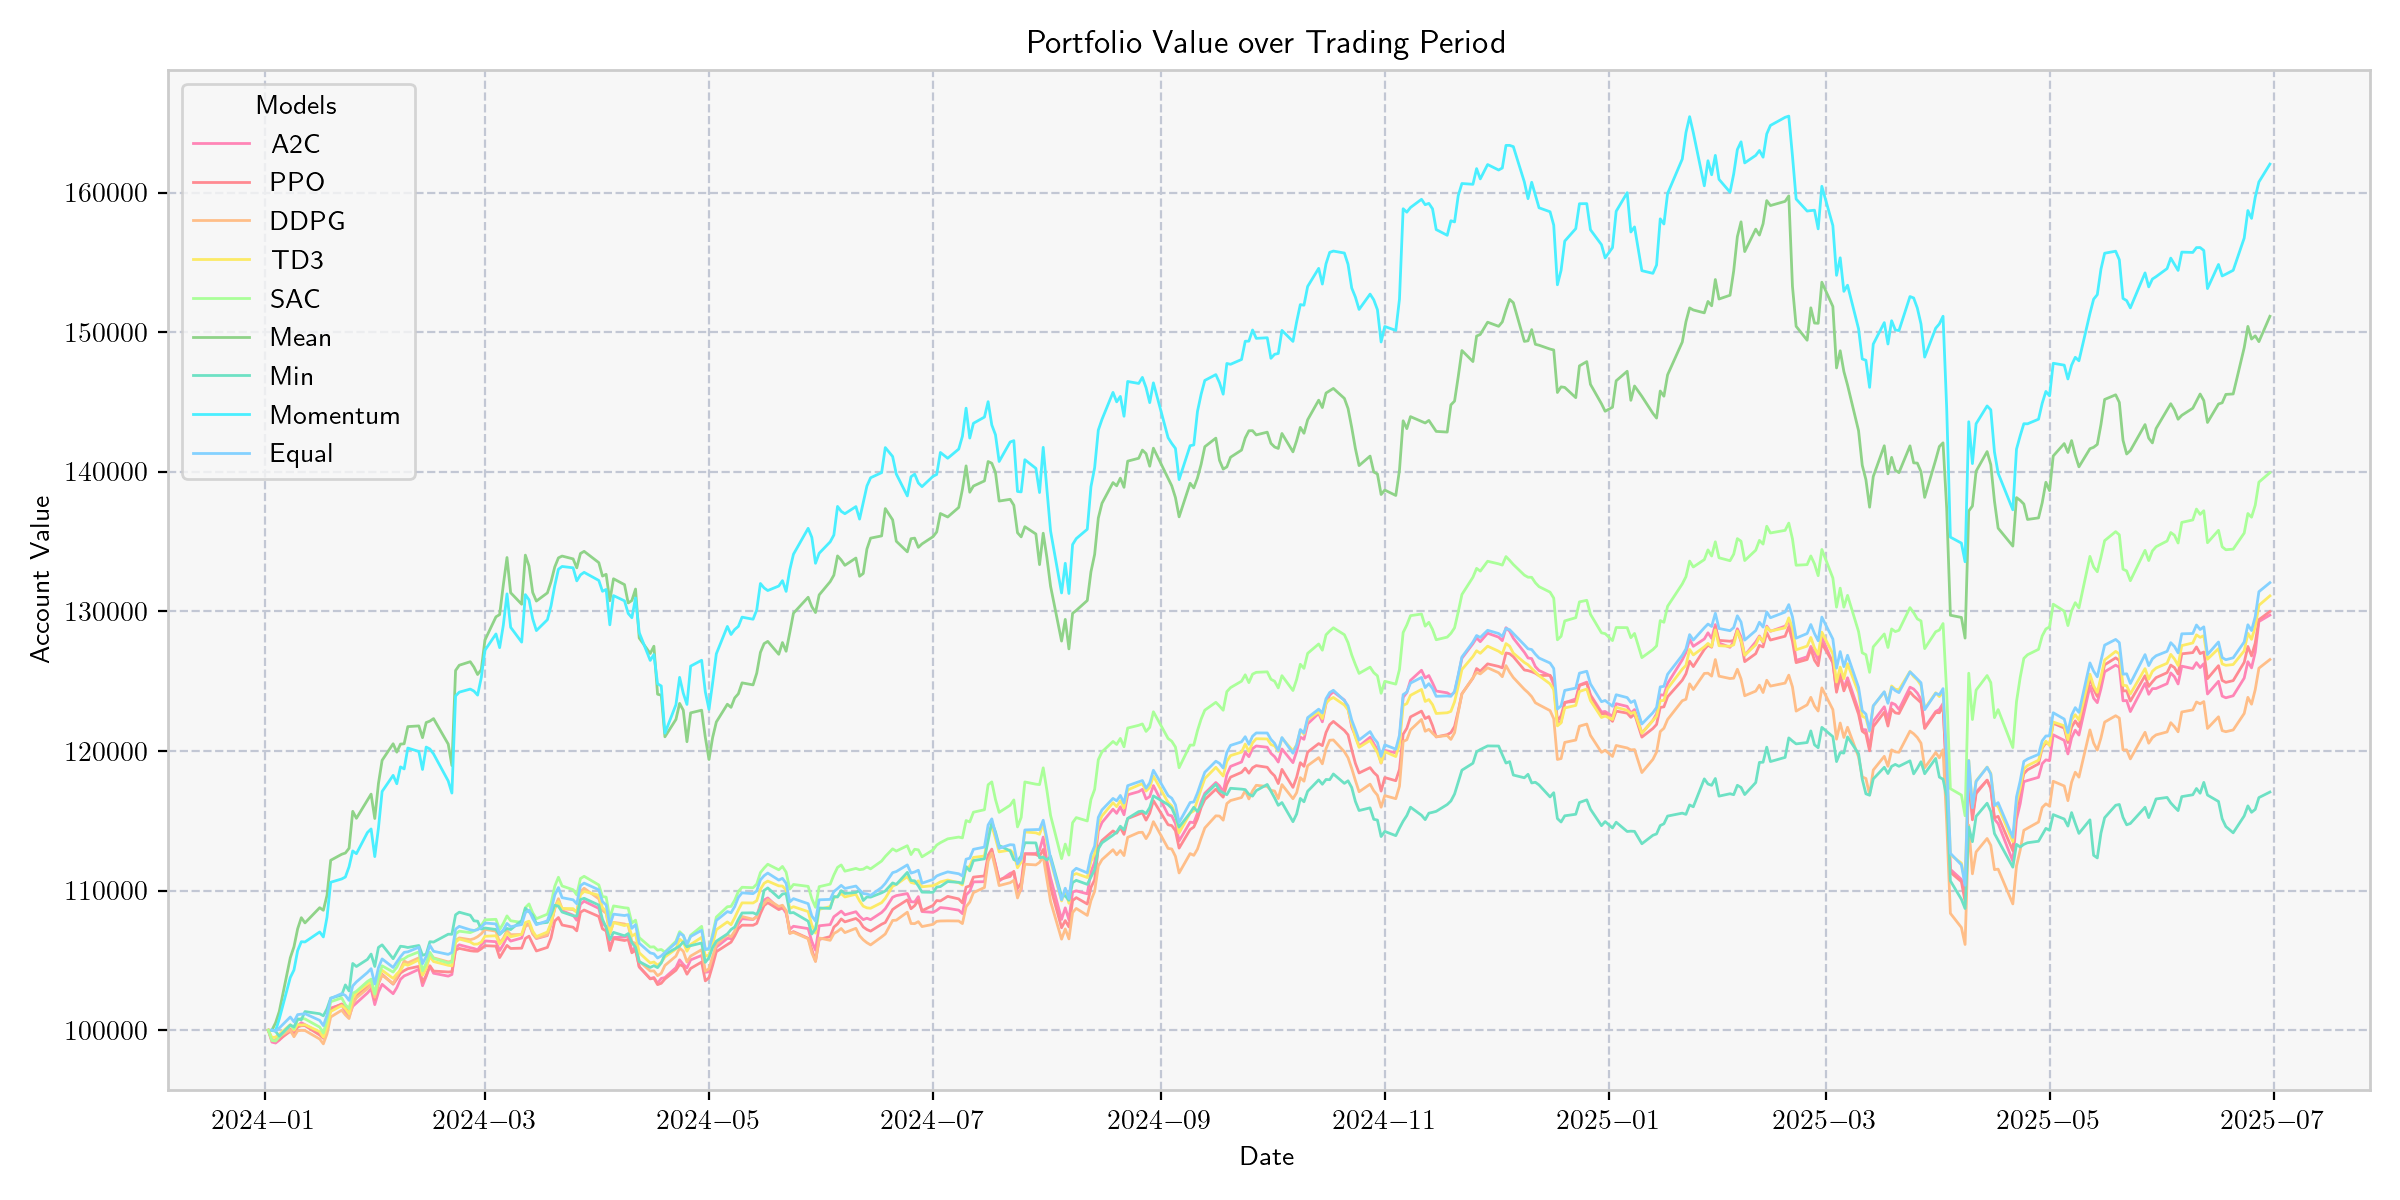 Portfolio Value over Trading Period
Models
A2C
PPO
DDPG
TD3
SAC
Mean
Min
Momentum
Equal
Account Value
160000
150000
140000
130000
120000
110000
100000
2024−01
2024−03
2024−05
2024−07
2024−09
2024−11
2025−01
2025−03
2025−05
2025−07
Date